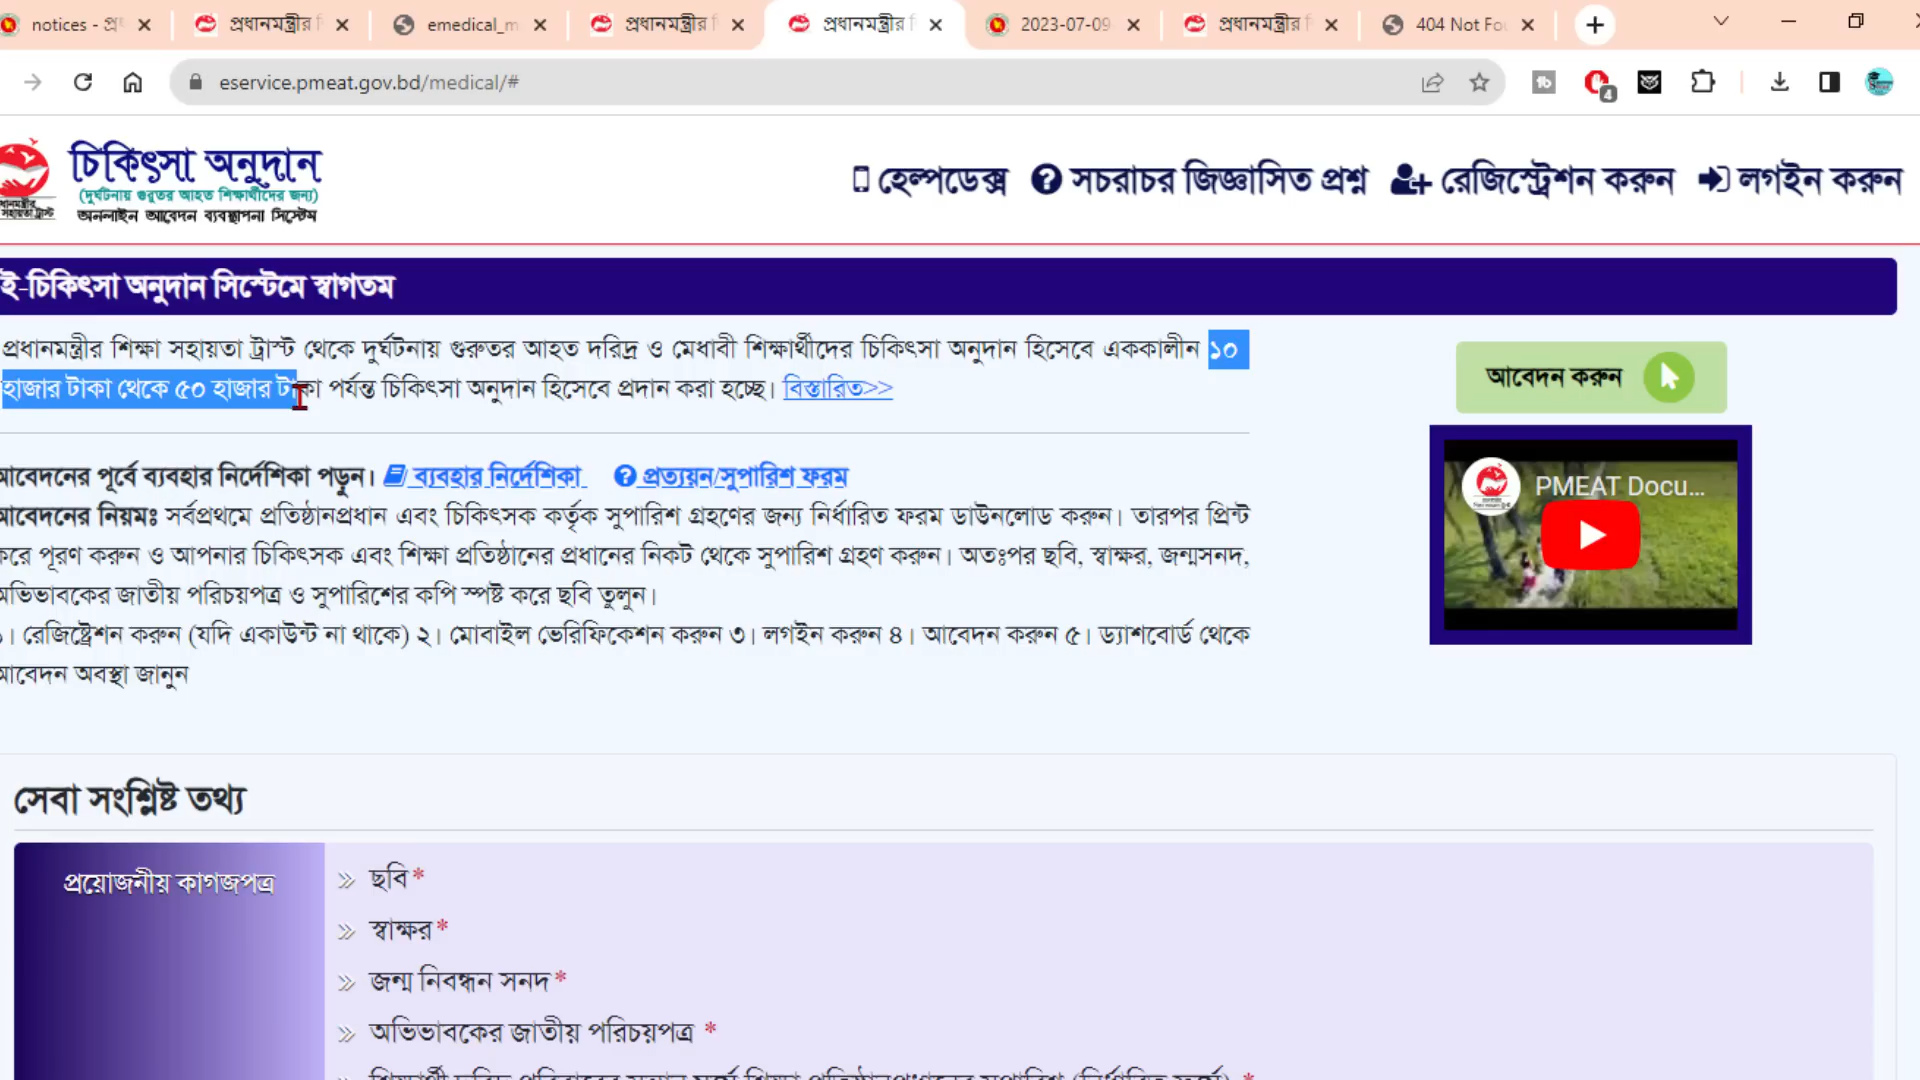 notices - প্র
প্রধানমন্ত্রীর
emedical_m
প্রধানমন্ত্রীর
প্রধানমন্ত্রীর
2023-07-09
প্রধানমন্ত্রীর
404 Not Fou
eservice.pmeat.gov.bd/medical/#
4
চিকিৎসা অনুদান
(দুর্ঘটনায় গুরুতর আহত শিক্ষার্থীদের জন্য)
অনলাইন আবেদন ব্যবস্থাপনা সিস্টেম
হেল্পডেক্স
সচরাচর জিজ্ঞাসিত প্রশ্ন
রেজিস্ট্রেশন করুন
লগইন করুন
ই-চিকিৎসা অনুদান সিস্টেমে স্বাগতম
প্রধানমন্ত্রীর শিক্ষা সহায়তা ট্রাস্ট থেকে দুর্ঘটনায় গুরুতর আহত দরিদ্র ও মেধাবী শিক্ষার্থীদের চিকিৎসা অনুদান হিসেবে এককালীন ১০
হাজার টাকা থেকে ৫০ হাজার টাকা পর্যন্ত চিকিৎসা অনুদান হিসেবে প্রদান করা হচ্ছে। বিস্তারিত>>
আবেদন করুন
আবেদনের পূর্বে ব্যবহার নির্দেশিকা পড়ুন। ব্যবহার নির্দেশিকা প্রত্যয়ন/সুপারিশ ফরম
আবেদনের নিয়মঃ সর্বপ্রথমে প্রতিষ্ঠানপ্রধান এবং চিকিৎসক কর্তৃক সুপারিশ গ্রহণের জন্য নির্ধারিত ফরম ডাউনলোড করুন। তারপর প্রিন্ট
করে পূরণ করুন ও আপনার চিকিৎসক এবং শিক্ষা প্রতিষ্ঠানের প্রধানের নিকট থেকে সুপারিশ গ্রহণ করুন। অতঃপর ছবি, স্বাক্ষর, জন্মসনদ,
অভিভাবকের জাতীয় পরিচয়পত্র ও সুপারিশের কপি স্পষ্ট করে ছবি তুলুন।
১। রেজিষ্ট্রেশন করুন (যদি একাউন্ট না থাকে) ২। মোবাইল ভেরিফিকেশন করুন ৩। লগইন করুন ৪। আবেদন করুন ৫। ড্যাশবোর্ড থেকে
আবেদন অবস্থা জানুন
PMEAT Docu...
সেবা সংশ্লিষ্ট তথ্য
প্রয়োজনীয় কাগজপত্র
ছবি *
স্বাক্ষর *
জন্ম নিবন্ধন সনদ *
অভিভাবকের জাতীয় পরিচয়পত্র *